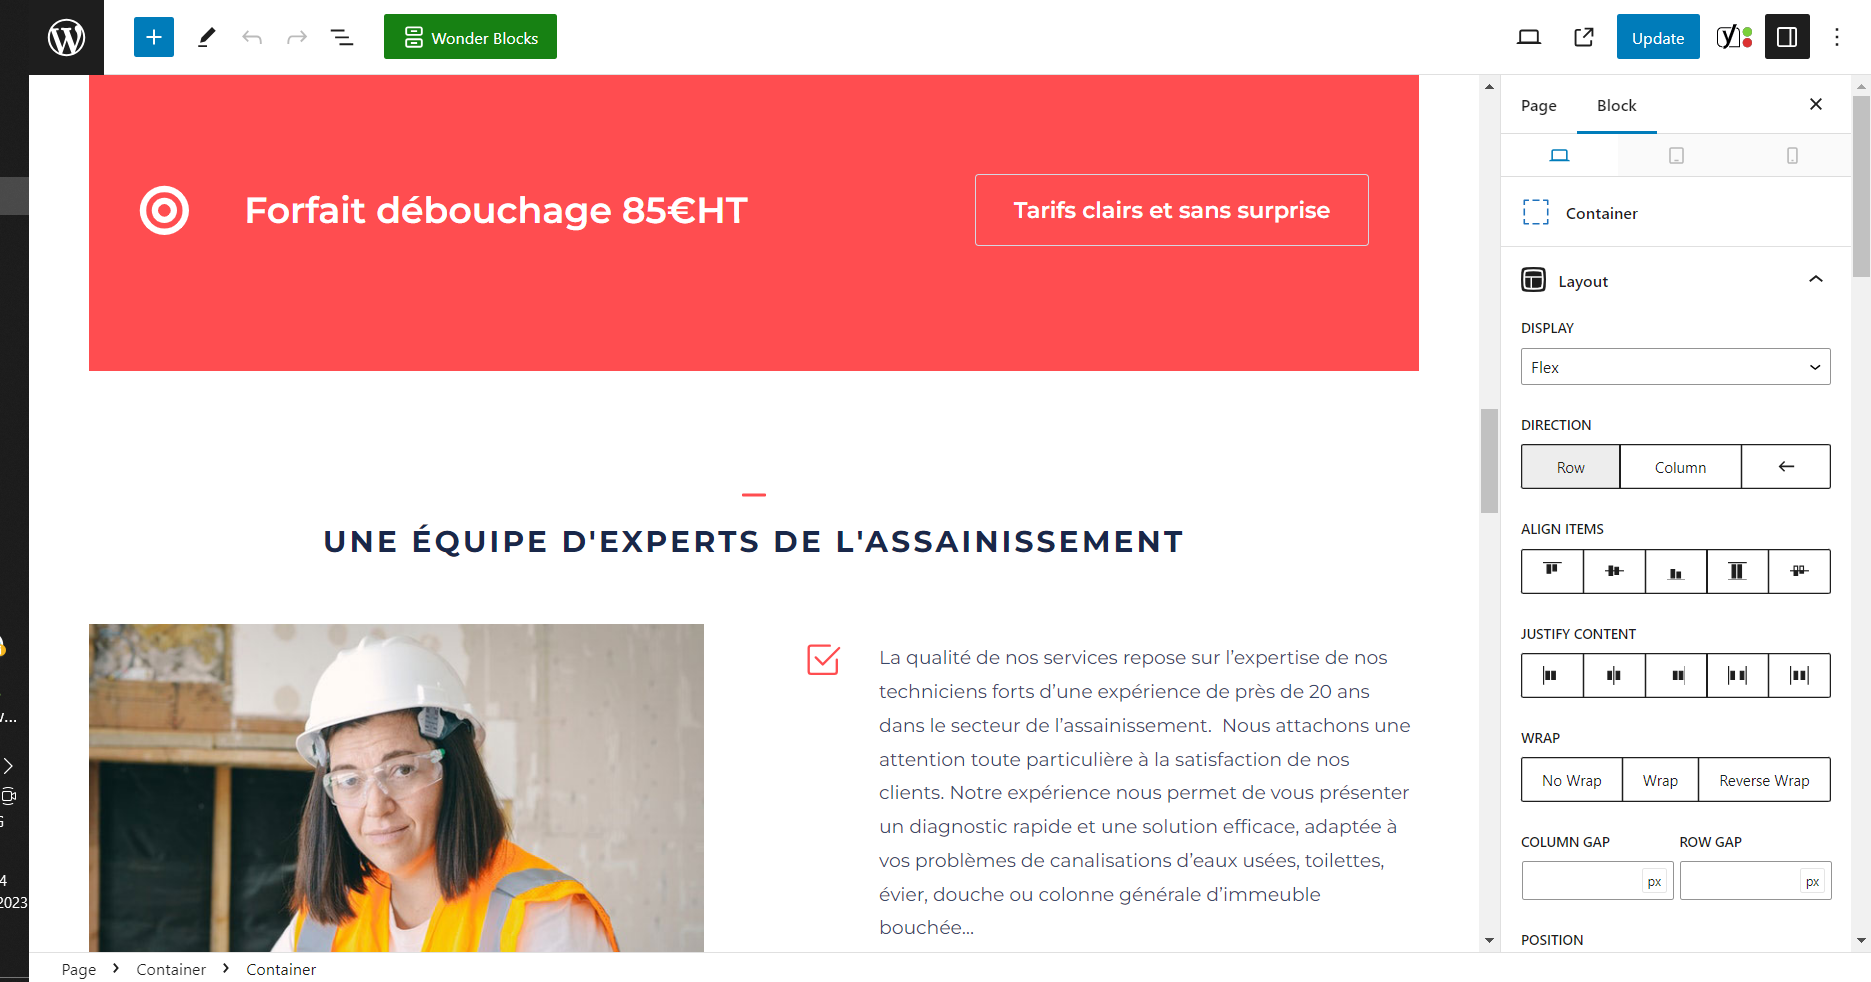 Wonder Blocks
Update
Forfait débouchage 85€HT
Tarifs clairs et sans surprise
UNE ÉQUIPE D'EXPERTS DE L'ASSAINISSEMENT
La qualité de nos services repose sur l’expertise de nos
techniciens forts d’une expérience de près de 20 ans
dans le secteur de l’assainissement.  Nous attachons une
attention toute particulière à la satisfaction de nos
clients. Notre expérience nous permet de vous présenter
un diagnostic rapide et une solution efficace, adaptée à
vos problèmes de canalisations d’eaux usées, toilettes,
évier, douche ou colonne générale d’immeuble
bouchée...
Page
Block
Container
Layout
DISPLAY
Flex
DIRECTION
Row
Column
ALIGN ITEMS
JUSTIFY CONTENT
WRAP
No Wrap
Wrap
Reverse Wrap
COLUMN GAP
ROW GAP
px
px
POSITION
4
2023
Page
Container
Container